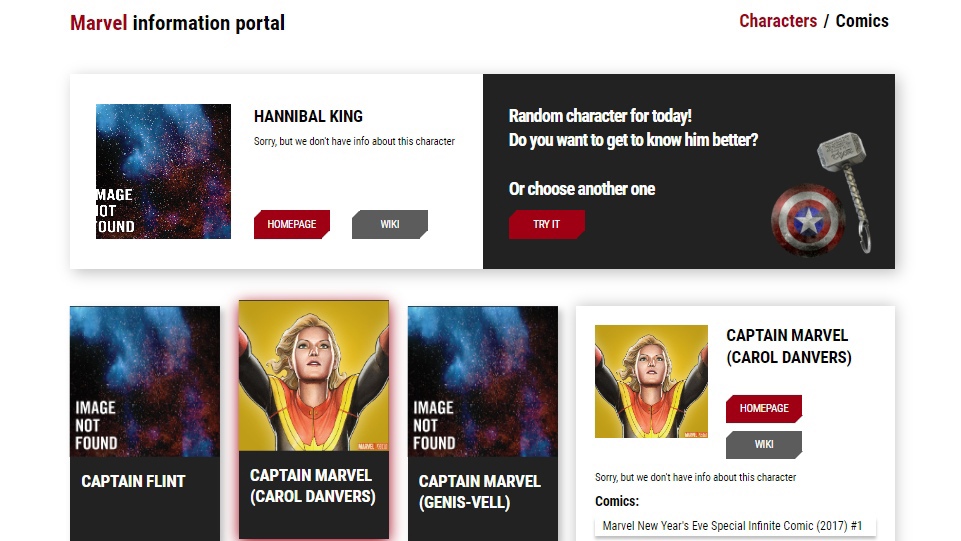 Marvel information portal
Characters / Comics
IMAGE
NOT
FOUND
HANNIBAL KING
Sorry, but we don't have info about this character
HOMEPAGE
WIKI
Random character for today!
Do you want to get to know him better?
Or choose another one
TRY IT
IMAGE
NOT
FOUND
CAPTAIN FLINT
CAPTAIN MARVEL
(CAROL DANVERS)
IMAGE
NOT
FOUND
CAPTAIN MARVEL
(GENIS-VELL)
CAPTAIN MARVEL
(CAROL DANVERS)
HOMEPAGE
WIKI
Sorry, but we don't have info about this character
Comics:
Marvel New Year's Eve Special Infinite Comic (2017) #1